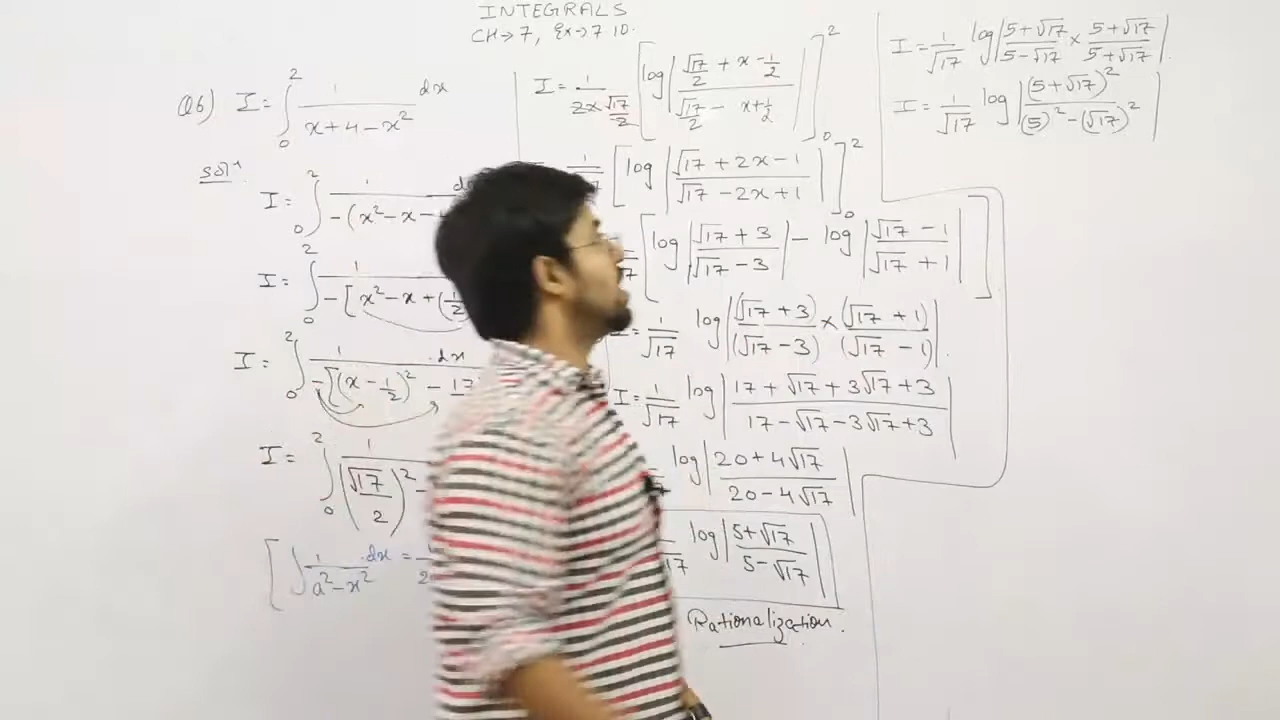 INTEGRALS
CH→7, Ex→7.10.
Q6) I = ∫₀² 1/(x+4-x²) dx
solⁿ
I = ∫₀² 1/-(x²-x-
I = ∫₀² 1/-[x²-x+(1/2)
I = ∫₀² 1/-[(x-1/2)² - 17 .dx
I = ∫₀² 1/(√17/2)² -
[∫ 1/(a²-x²) .dx = 1/2a
I = 1/(2×√17/2) [log|(√17/2 + x - 1/2)/(√17/2 - x + 1/2)|]₀²
1/√17 [log|(√17+2x-1)/(√17-2x+1)|]₀²
[log|(√17+3)/(√17-3)| - log|(√17-1)/(√17+1)|]
I = 1/√17 log|(√17+3)/(√17-3) × (√17+1)/(√17-1)|.
I = 1/√17 log|(17+√17+3√17+3)/(17-√17-3√17+3)|
log|(20+4√17)/(20-4√17)|
17 log|(5+√17)/(5-√17)|
Rationalization.
I = 1/√17 log|(5+√17)/(5-√17) × (5+√17)/(5+√17)|.
I = 1/√17 log|(5+√17)²/((5)²-(√17)²)|